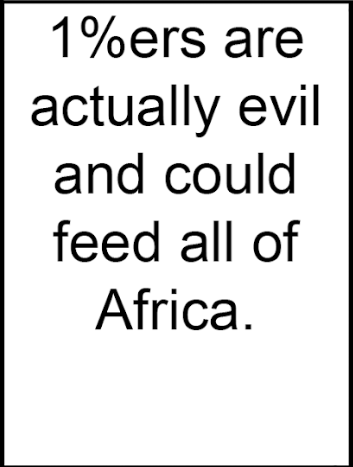 1%ers are
actually evil
and could
feed all of
Africa.